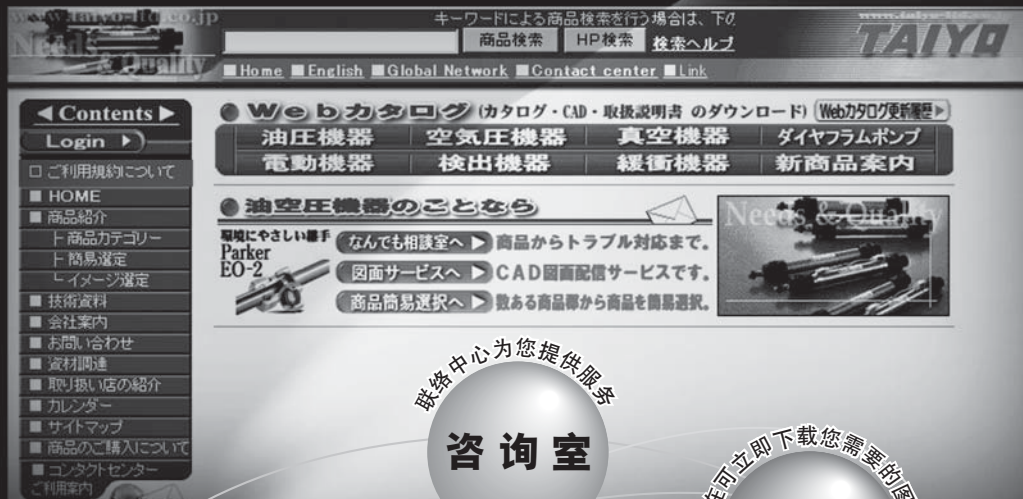 www.taiyo-ltd.co.jp
キーワードによる商品検索を行う場合は、下の
商品検索 HP検索 検索ヘルプ
TAIYO
Needs & Quality
■Home ■English ■Global Network ■Contact center ■Link
◀ Contents ▶
Login ▶
□ ご利用規約について
■ HOME
■ 商品紹介
├ 商品カテゴリー
├ 簡易選定
└ イメージ選定
■ 技術資料
■ 会社案内
■ お問い合わせ
■ 資材調達
■ 取り扱い店の紹介
■ カレンダー
■ サイトマップ
■ 商品のご購入について
■ コンタクトセンター
ご利用案内
● Webカタログ (カタログ・CAD・取扱説明書 のダウンロード) Webカタログ更新履歴 ▶
油圧機器 空気圧機器 真空機器 ダイヤフラムポンプ
電動機器 検出機器 緩衝機器 新商品案内
● 油空圧機器のことなら
環境にやさしい継手
Parker
EO-2
なんでも相談室へ ▶ 商品からトラブル対応まで。
図面サービスへ ▶ CAD図面配信サービスです。
商品簡易選択へ ▶ 数ある商品群から商品を簡易選択。
Needs & Quality
联络中心为您提供服务
咨询室
在可立即下载您需要的图